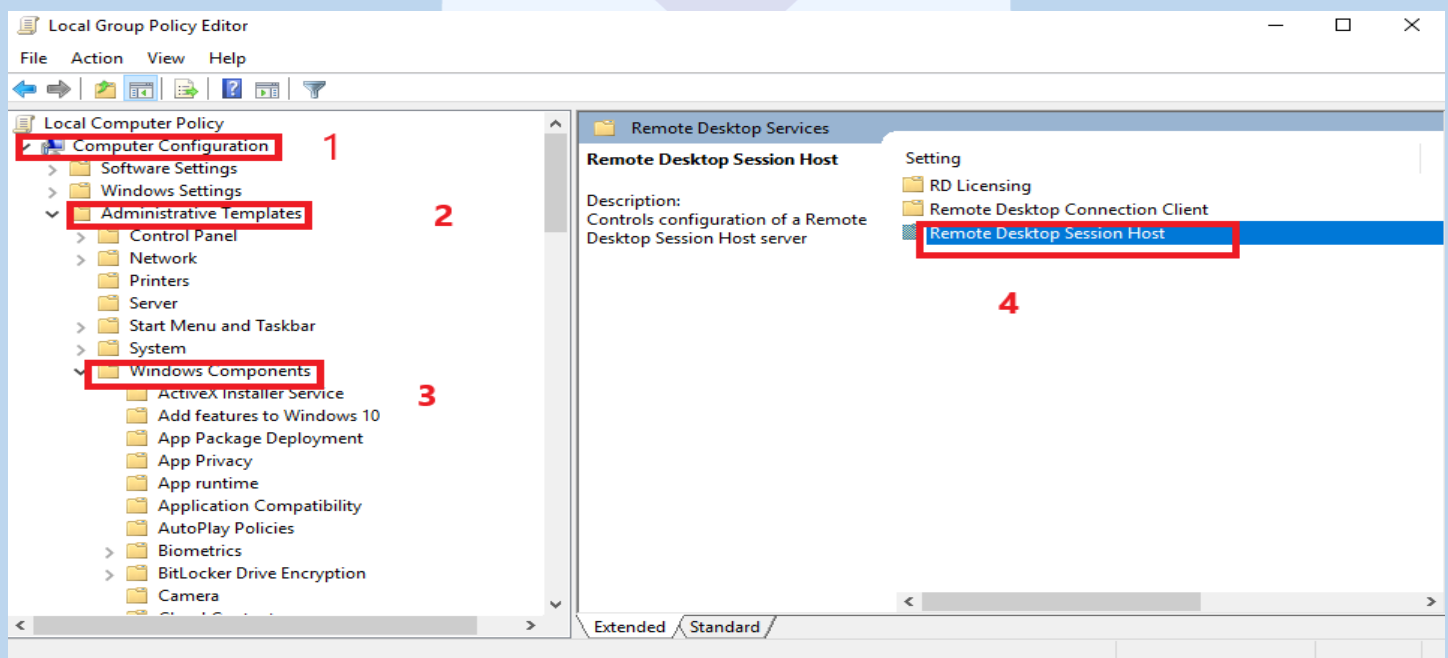 Local Group Policy Editor
File Action View Help
Local Computer Policy
Computer Configuration
1
Software Settings
Windows Settings
Administrative Templates
2
Control Panel
Network
Printers
Server
Start Menu and Taskbar
System
Windows Components
3
ActiveX Installer Service
Add features to Windows 10
App Package Deployment
App Privacy
App runtime
Application Compatibility
AutoPlay Policies
Biometrics
BitLocker Drive Encryption
Camera
Remote Desktop Services
Remote Desktop Session Host
Description:
Controls configuration of a Remote
Desktop Session Host server
Setting
RD Licensing
Remote Desktop Connection Client
Remote Desktop Session Host
4
Extended Standard